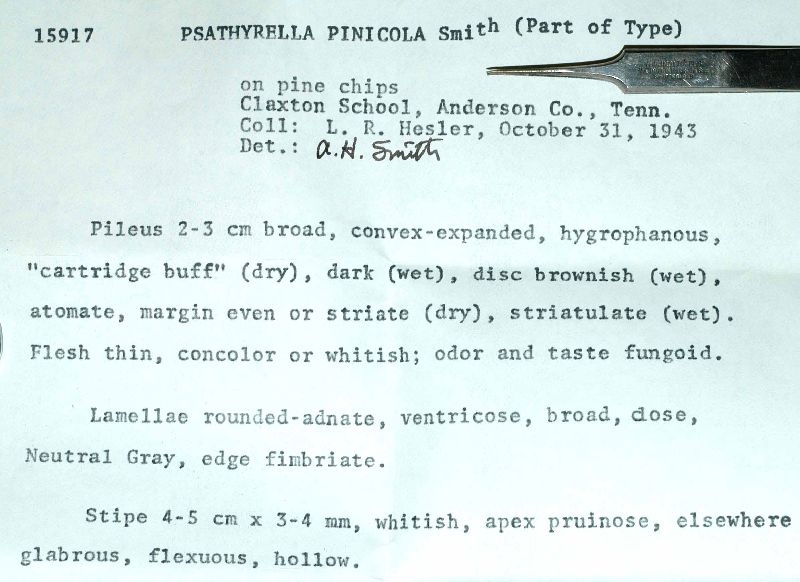 15917 PSATHYRELLA PINICOLA Smith (Part of Type)
on pine chips
Claxton School, Anderson Co., Tenn.
Coll: L. R. Hesler, October 31, 1943
Det.: A.H. Smith
Pileus 2-3 cm broad, convex-expanded, hygrophanous,
"cartridge buff" (dry), dark (wet), disc brownish (wet),
atomate, margin even or striate (dry), striatulate (wet).
Flesh thin, concolor or whitish; odor and taste fungoid.
Lamellae rounded-adnate, ventricose, broad, close,
Neutral Gray, edge fimbriate.
Stipe 4-5 cm x 3-4 mm, whitish, apex pruinose, elsewhere
glabrous, flexuous, hollow.